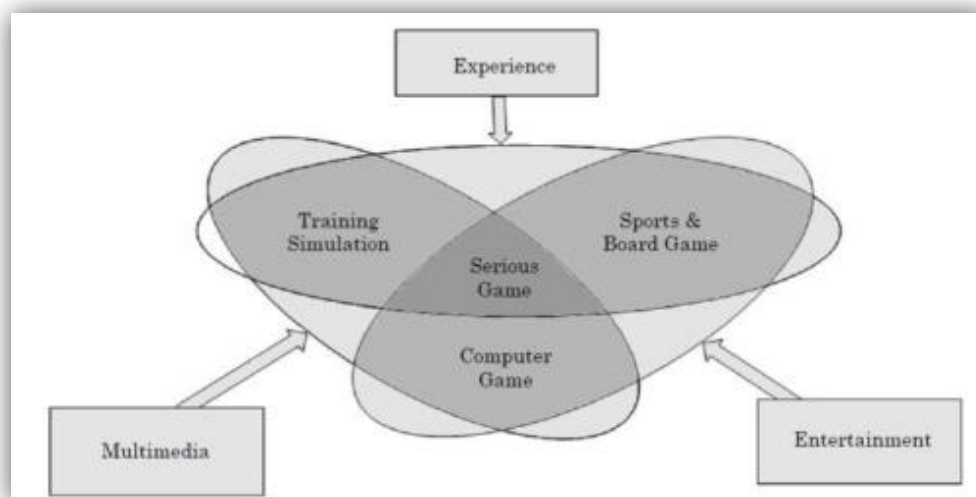 Experience
Training
Simulation
Sports &
Board Game
Serious
Game
Computer
Game
Multimedia
Entertainment